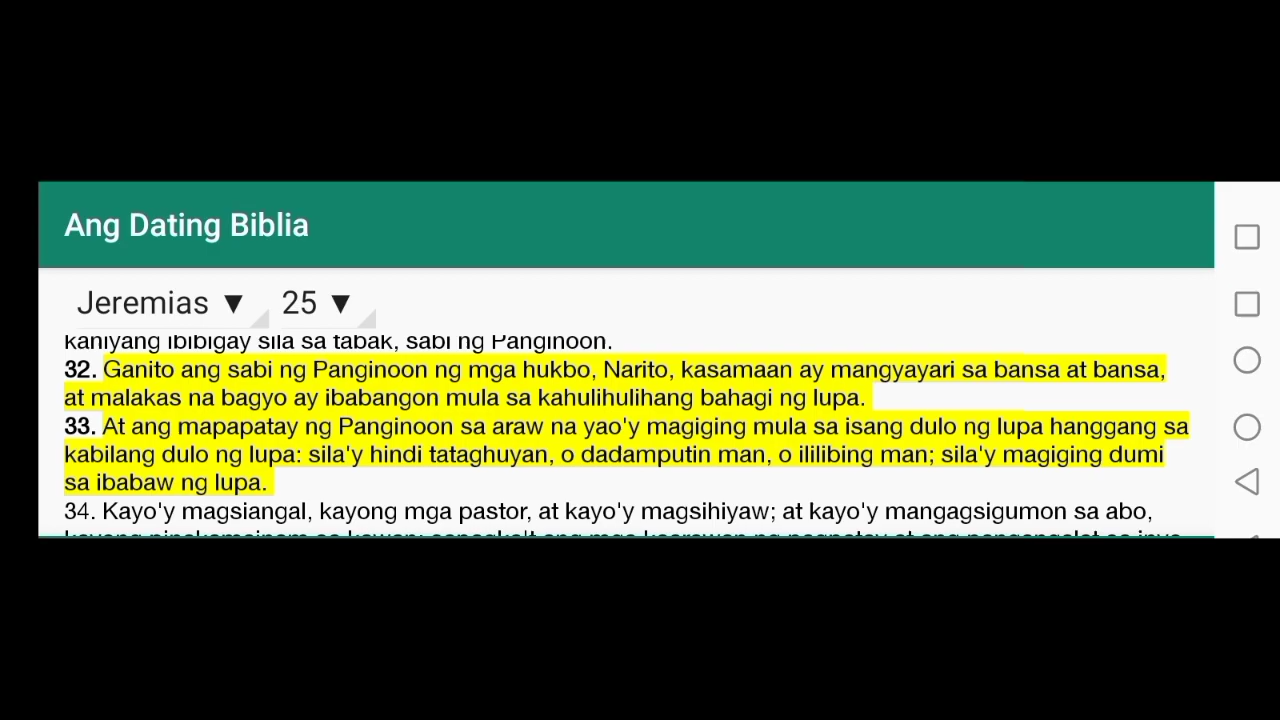 Ang Dating Biblia
Jeremias ▼ 25 ▼
kaniyang ibibigay sila sa tabak, sabi ng Panginoon.
32. Ganito ang sabi ng Panginoon ng mga hukbo, Narito, kasamaan ay mangyayari sa bansa at bansa,
at malakas na bagyo ay ibabangon mula sa kahulihulihang bahagi ng lupa.
33. At ang mapapatay ng Panginoon sa araw na yao'y magiging mula sa isang dulo ng lupa hanggang sa
kabilang dulo ng lupa: sila'y hindi tataghuyan, o dadamputin man, o ililibing man; sila'y magiging dumi
sa ibabaw ng lupa.
34. Kayo'y magsiangal, kayong mga pastor, at kayo'y magsihiyaw; at kayo'y mangagsigumon sa abo,